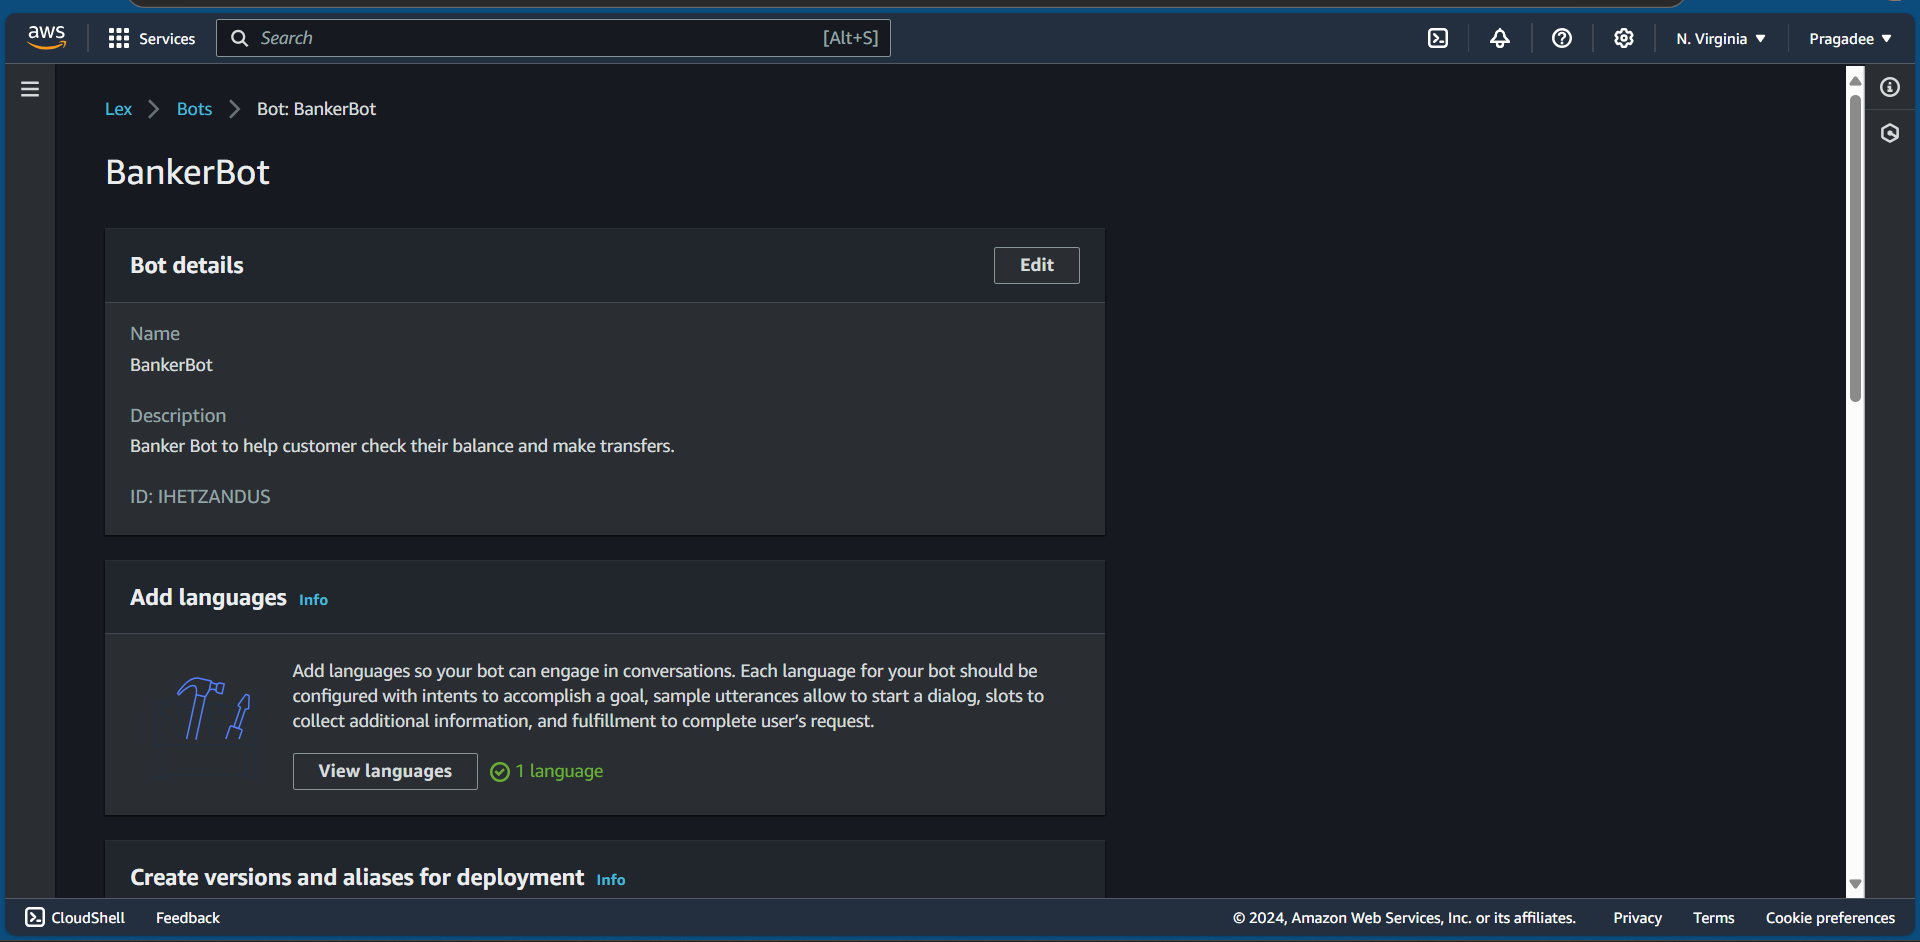 aws
Services
Search
[Alt+S]
N. Virginia
Pragadee
Lex
Bots
Bot: BankerBot
BankerBot
Bot details
Edit
Name
BankerBot
Description
Banker Bot to help customer check their balance and make transfers.
ID: IHETZANDUS
Add languages Info
Add languages so your bot can engage in conversations. Each language for your bot should be
configured with intents to accomplish a goal, sample utterances allow to start a dialog, slots to
collect additional information, and fulfillment to complete user’s request.
View languages
1 language
Create versions and aliases for deployment Info
CloudShell
Feedback
© 2024, Amazon Web Services, Inc. or its affiliates.
Privacy
Terms
Cookie preferences